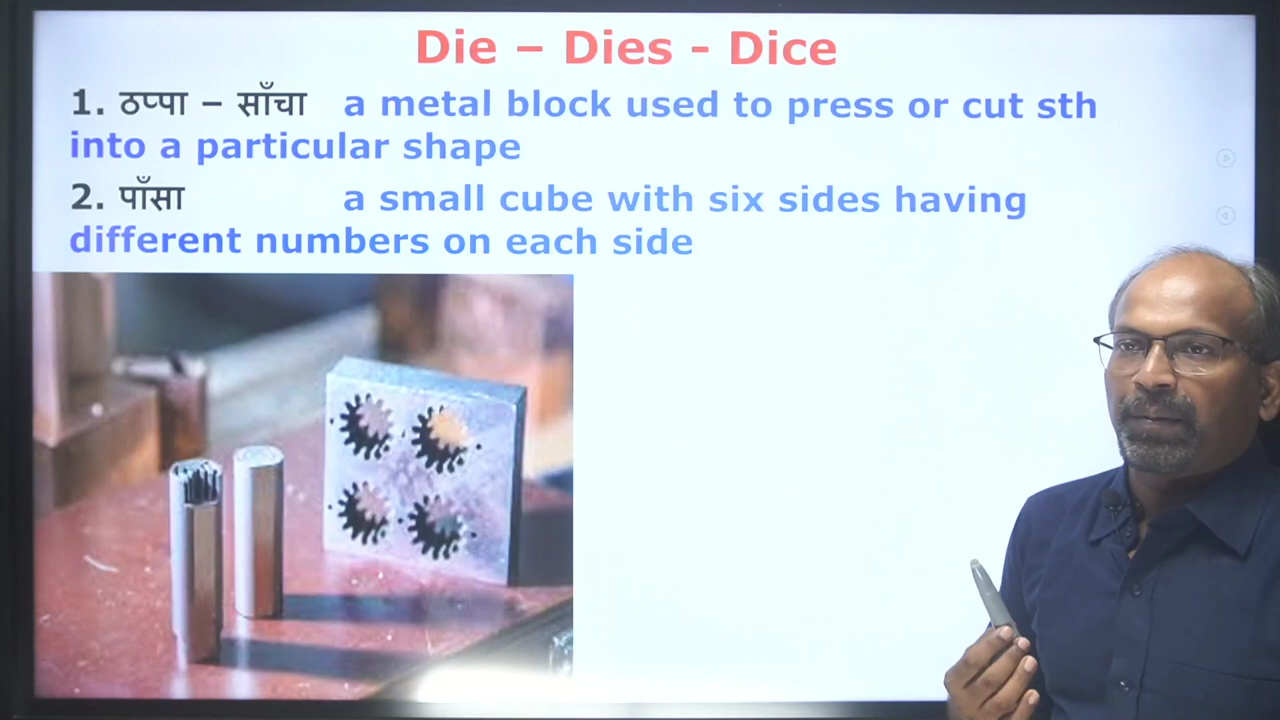 Die – Dies - Dice
1. ठप्पा – साँचा a metal block used to press or cut sth
into a particular shape
2. पाँसा a small cube with six sides having
different numbers on each side